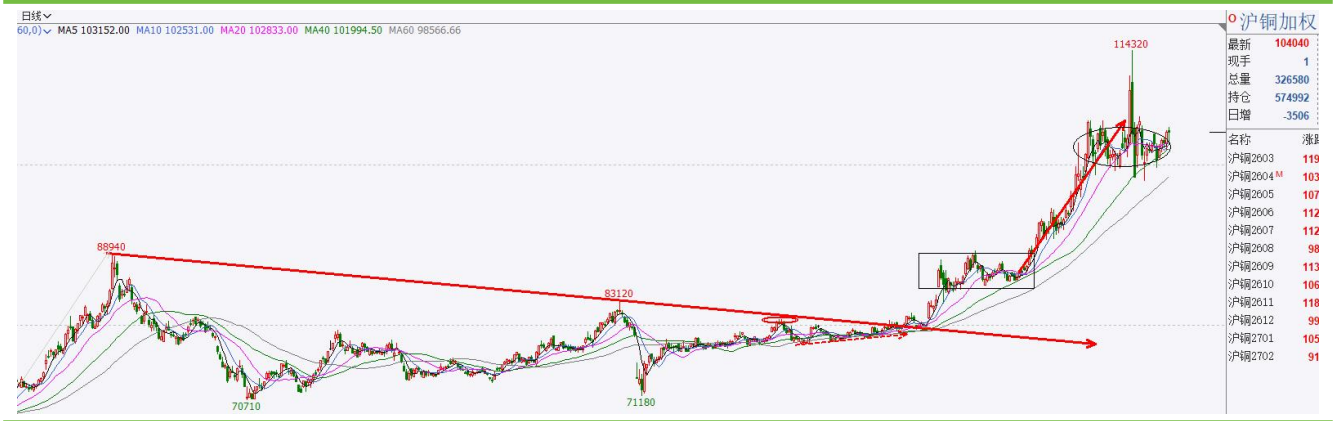 日线
60,0) MA5 103152.00 MA10 102531.00 MA20 102833.00 MA40 101994.50 MA60 98566.66
114320
88940
83120
70710
71180
O 沪铜加权
最新 104040
现手 1
总量 326580
持仓 574992
日增 -3506
名称
沪铜2603 119
沪铜2604 M 103
沪铜2605 107
沪铜2606 112
沪铜2607 112
沪铜2608 98
沪铜2609 113
沪铜2610 106
沪铜2611 118
沪铜2612 99
沪铜2701 105
沪铜2702 91